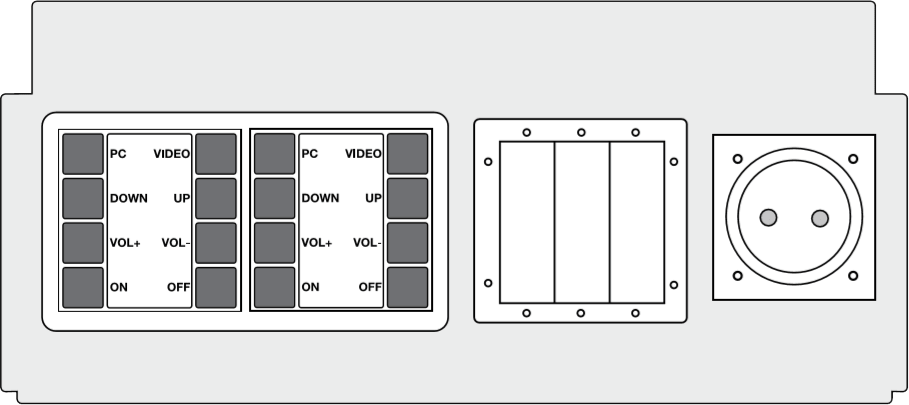 PC VIDEO PC VIDEO
DOWN UP DOWN UP
VOL+ VOL- VOL+ VOL-
ON OFF ON OFF